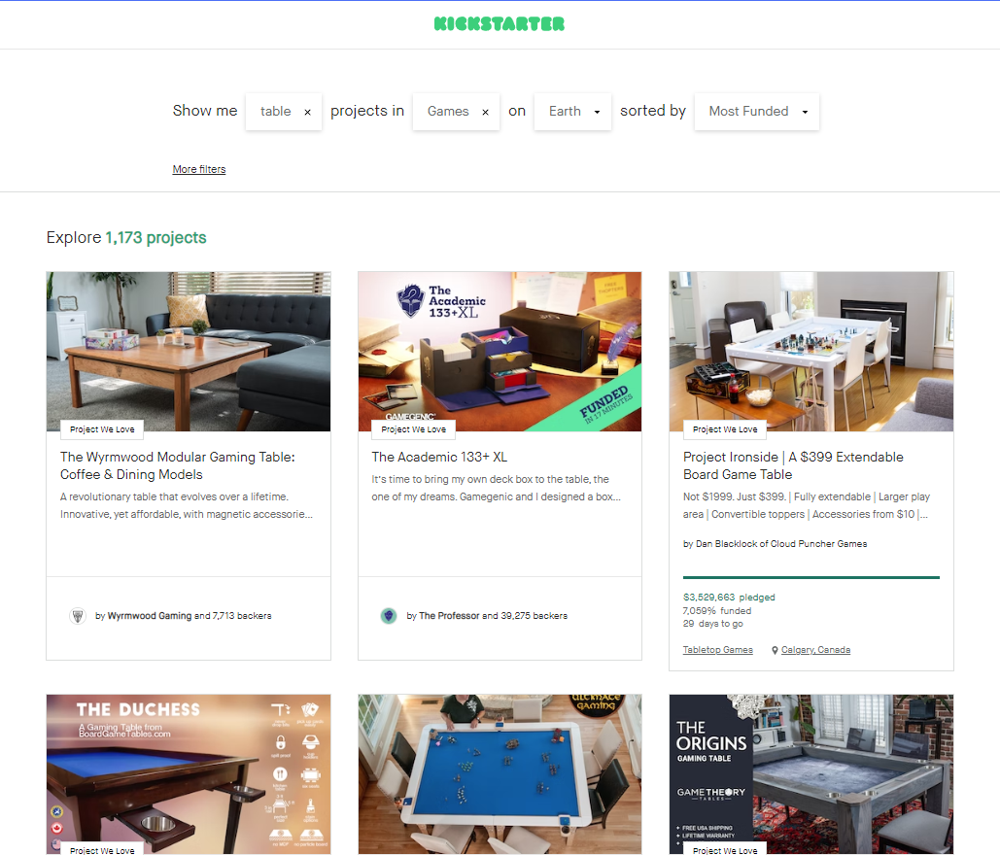 KICKSTARTER
Show me table × projects in Games × on Earth sorted by Most Funded
More filters
Explore 1,173 projects
Project We Love
The Wyrmwood Modular Gaming Table:
Coffee & Dining Models
A revolutionary table that evolves over a lifetime.
Innovative, yet affordable, with magnetic accessorie...
by Wyrmwood Gaming and 7,713 backers
The
Academic
133+XL
FUNDED
IN 17 MINUTES
GAMEGENIC
Project We Love
The Academic 133+ XL
It's time to bring my own deck box to the table, the
one of my dreams. Gamegenic and I designed a box...
by The Professor and 39,275 backers
Project We Love
Project Ironside | A $399 Extendable
Board Game Table
Not $1999. Just $399. | Fully extendable | Larger play
area | Convertible toppers | Accessories from $10 |...
by Dan Blacklock of Cloud Puncher Games
$3,529,663 pledged
7,059% funded
29 days to go
Tabletop Games Calgary, Canada
THE DUCHESS
A Gaming Table from
BoardGameTables.com
Project We Love
ULTIMATE
GAMING
THE
ORIGINS
GAMING TABLE
GAME THEORY
TABLES
• FREE USA SHIPPING
• LIFETIME WARRANTY
Project We Love